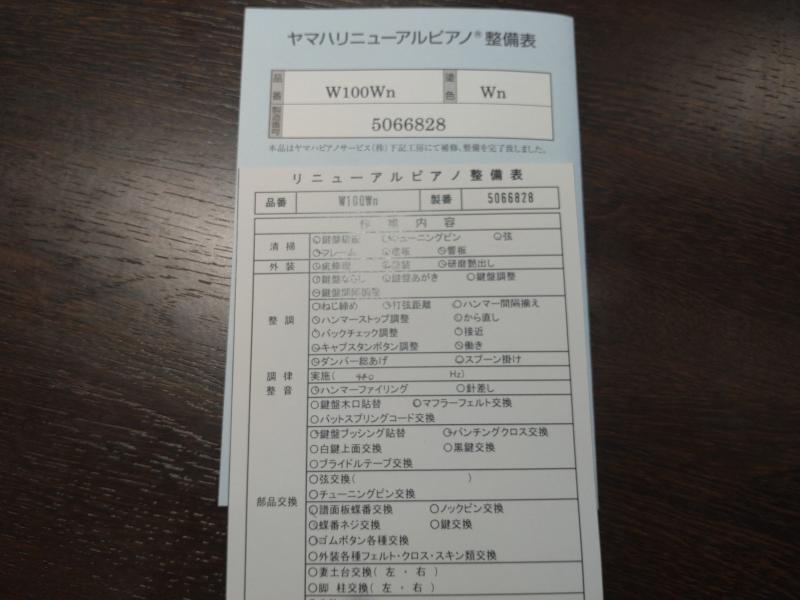 ヤマハリニューアルピアノ® 整備表
品番 W100Wn 塗色 Wn
製造番号 5066828
本品はヤマハピアノサービス(株)下記工房にて補修、整備を完了致しました。
リニューアルピアノ整備表
品番 W100Wn 製番 5066828
作業内容
清掃 ○鍵盤 ○チューニングピン ○弦
○フレーム ○底板 ○響板
外装 ○ ○ ○研磨艶出し
○鍵盤ならし ○鍵盤あがき ○鍵盤調整
○鍵盤間隔調整
○ねじ締め ○打弦距離 ○ハンマー間隔揃え
整調 ○ハンマーストップ調整 ○から直し
○バックチェック調整 ○接近
○キャプスタンボタン調整 ○働き
○ダンパー総あげ ○スプーン掛け
調律 実施( 440 Hz)
整音 ○ハンマーファイリング ○針差し
○鍵盤木口貼替 ○マフラーフェルト交換
○バットスプリングコード交換
○鍵盤ブッシング貼替 ○パンチングクロス交換
○白鍵上面交換 ○黒鍵交換
○ブライドルテープ交換
○弦交換( )
部品交換 ○チューニングピン交換
○譜面板蝶番交換 ○ノックピン交換
○蝶番ネジ交換 ○鍵交換
○ゴムボタン各種交換
○外装各種フェルト・クロス・スキン類交換
○妻土台交換( 左 ・ 右 )
○脚 柱交換( 左 ・ 右 )